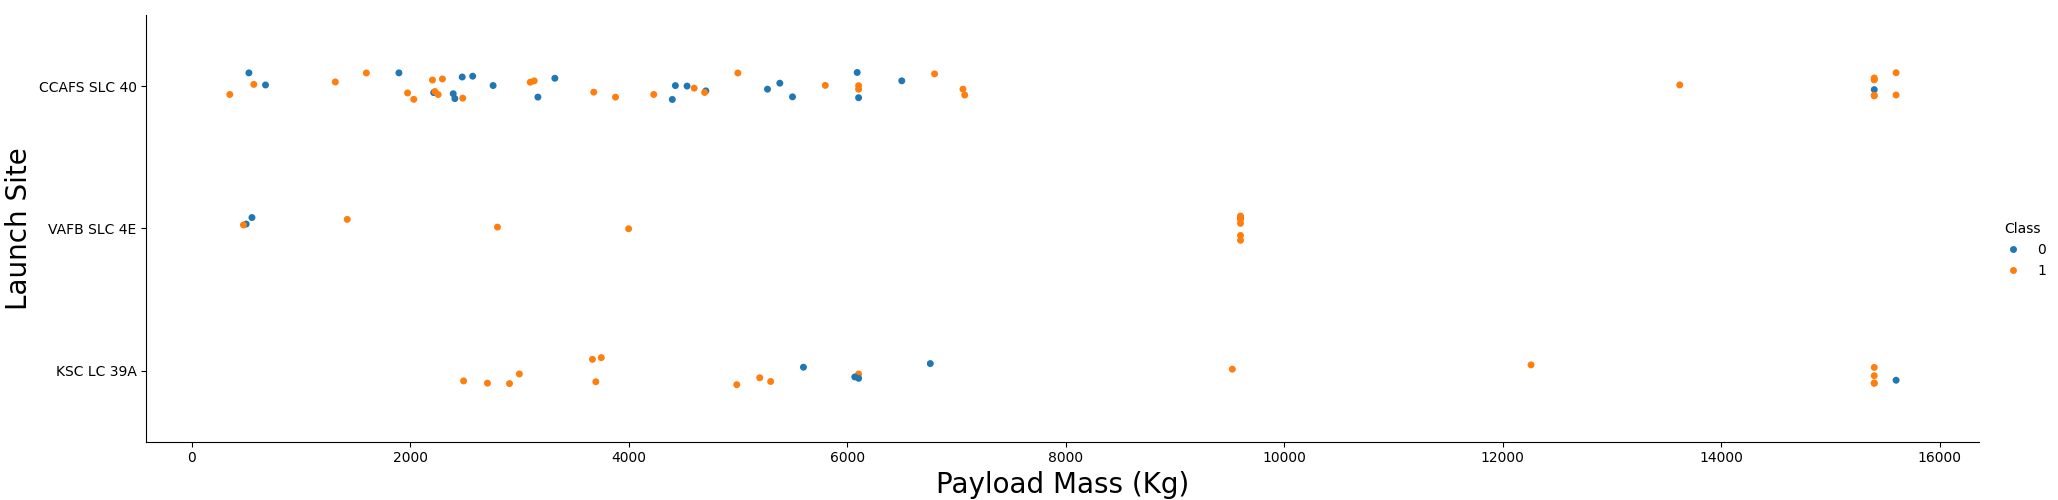 Launch Site
CCAFS SLC 40
VAFB SLC 4E
KSC LC 39A
0 2000 4000 6000 8000 10000 12000 14000 16000
Payload Mass (Kg)
Class
0
1